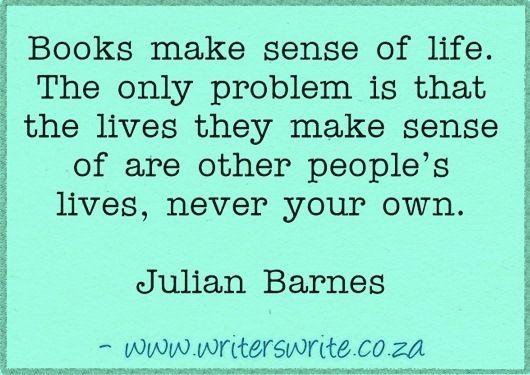 Books make sense of life.
The only problem is that
the lives they make sense
of are other people's
lives, never your own.
Julian Barnes
- www.writerswrite.co.za